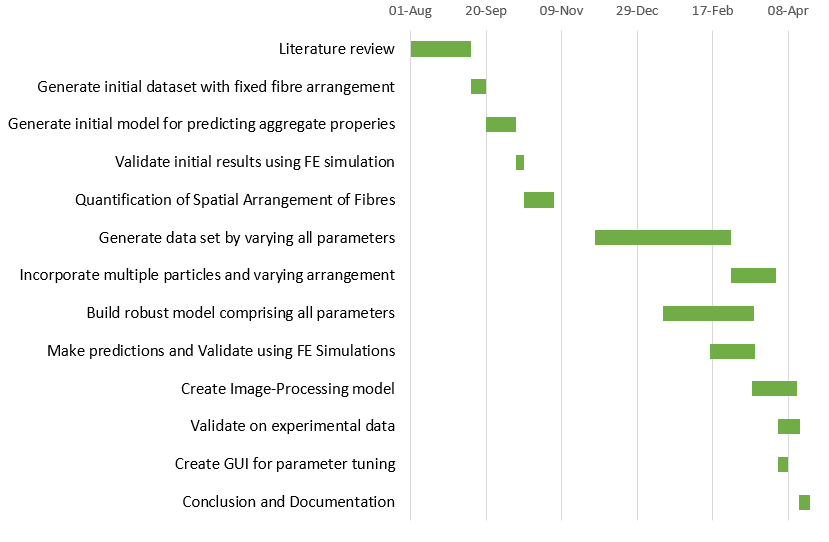 01-Aug 20-Sep 09-Nov 29-Dec 17-Feb 08-Apr
Literature review
Generate initial dataset with fixed fibre arrangement
Generate initial model for predicting aggregate properies
Validate initial results using FE simulation
Quantification of Spatial Arrangement of Fibres
Generate data set by varying all parameters
Incorporate multiple particles and varying arrangement
Build robust model comprising all parameters
Make predictions and Validate using FE Simulations
Create Image-Processing model
Validate on experimental data
Create GUI for parameter tuning
Conclusion and Documentation